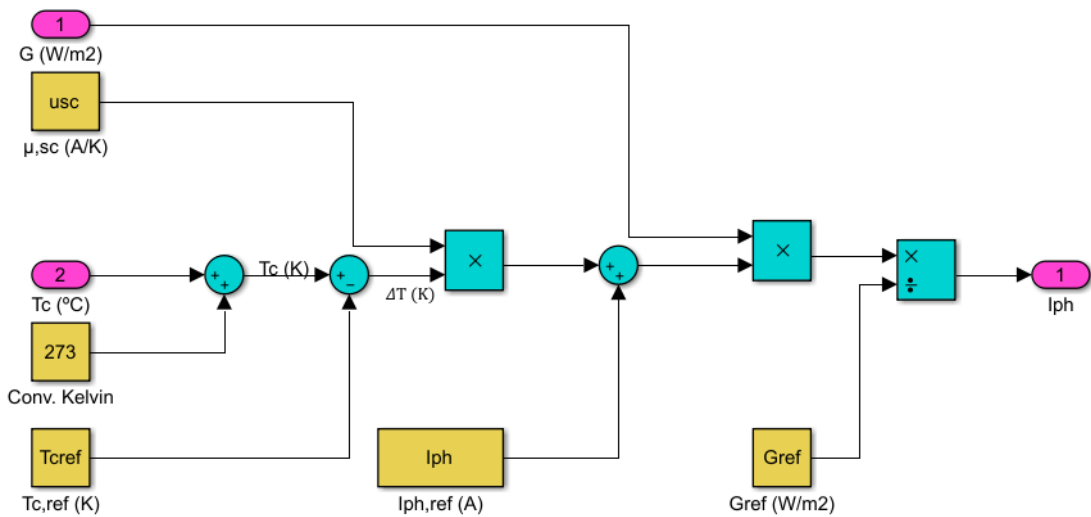 1
G (W/m2)
usc
μ,sc (A/K)
×
×
×
÷
+
+
Tc (K)
+
−
ΔT (K)
+
+
2
Tc (ºC)
1
Iph
273
Conv. Kelvin
Tcref
Tc,ref (K)
Iph
Iph,ref (A)
Gref
Gref (W/m2)